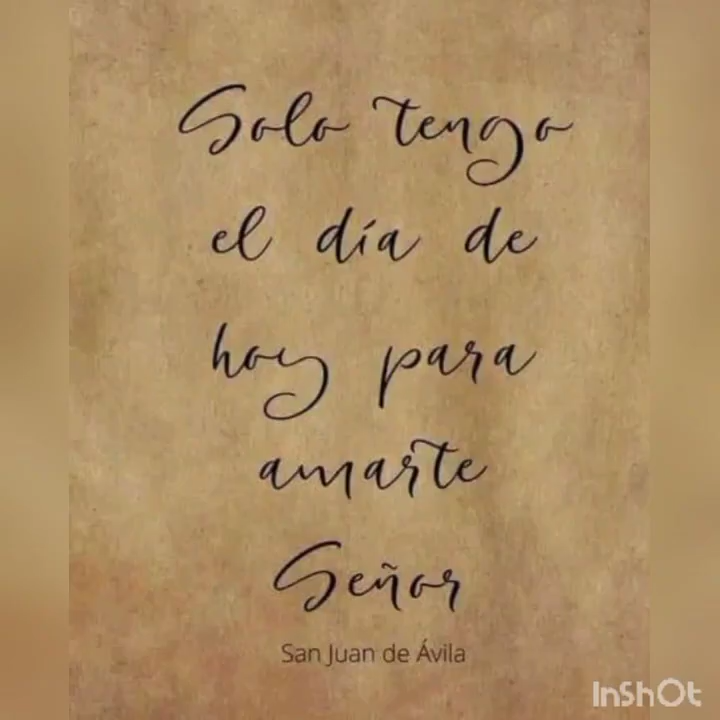 Solo tengo
el día de
hoy para
amarte
Señor
San Juan de Ávila
InShOt